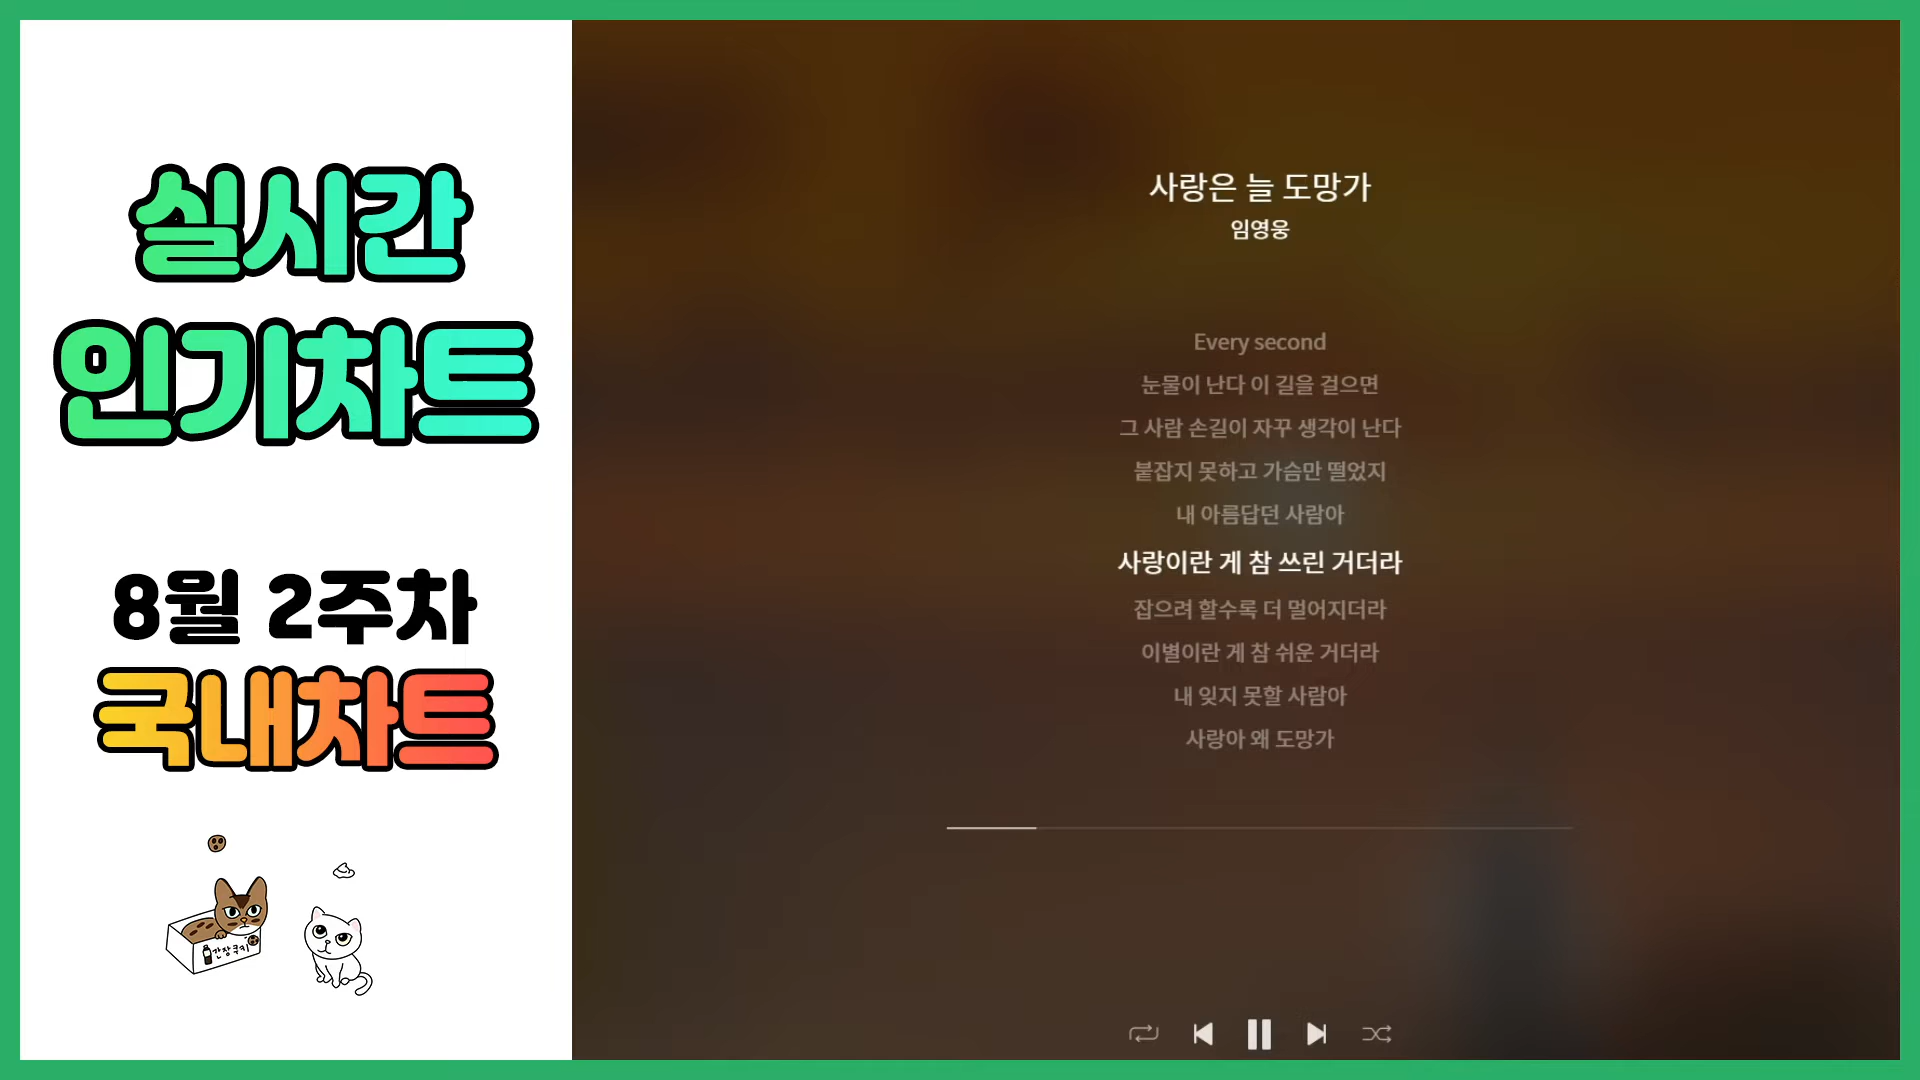 실시간
인기차트
8월 2주차
국내차트
간장쿡키
사랑은 늘 도망가
임영웅
Every second
눈물이 난다 이 길을 걸으면
그 사람 손길이 자꾸 생각이 난다
붙잡지 못하고 가슴만 떨었지
내 아름답던 사람아
사랑이란 게 참 쓰린 거더라
잡으려 할수록 더 멀어지더라
이별이란 게 참 쉬운 거더라
내 잊지 못할 사람아
사랑아 왜 도망가